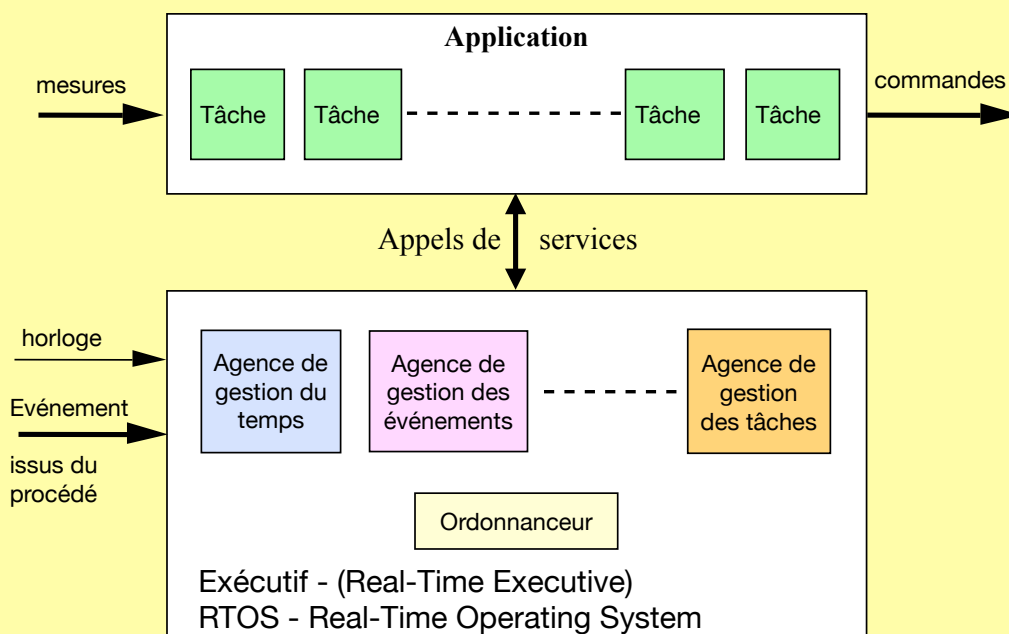 Application
mesures
commandes
Tâche
Tâche
Tâche
Tâche
Appels de services
horloge
Evénement
issus du
procédé
Agence de
gestion du
temps
Agence de
gestion des
événements
Agence de
gestion
des tâches
Ordonnanceur
Exécutif - (Real-Time Executive)
RTOS - Real-Time Operating System